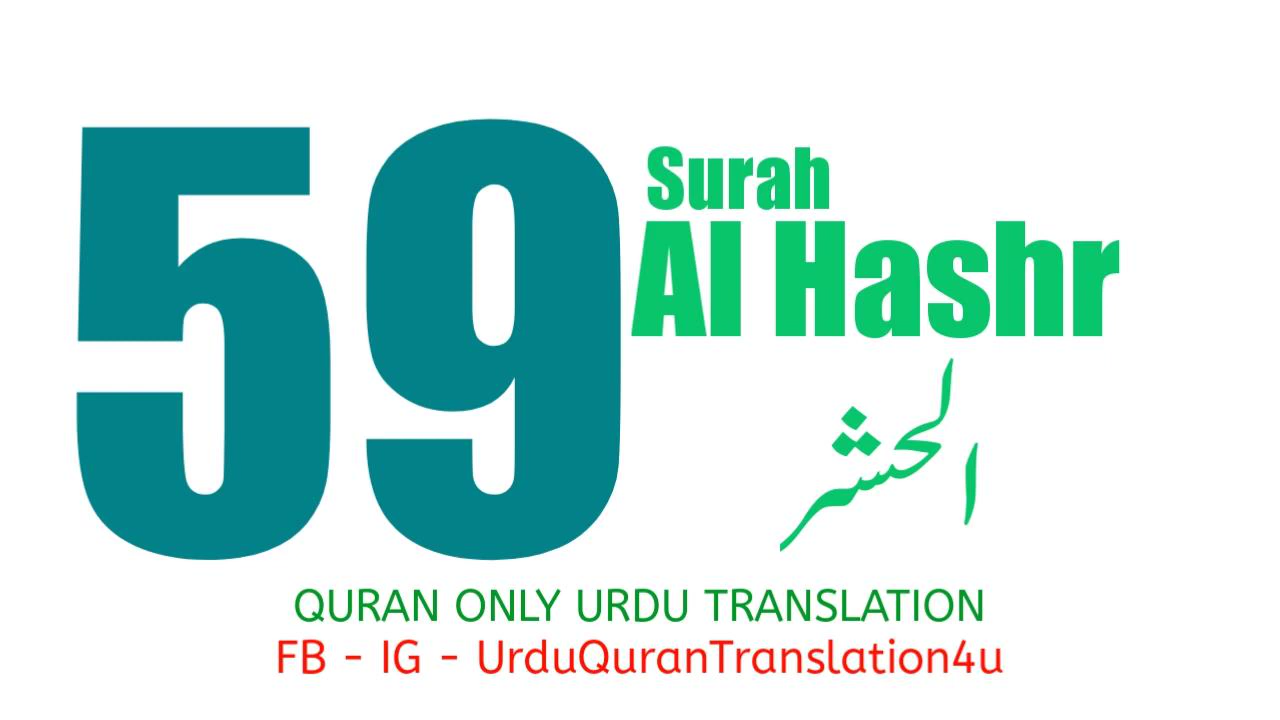 59
Surah
Al Hashr
الحشر
QURAN ONLY URDU TRANSLATION
FB - IG - UrduQuranTranslation4u